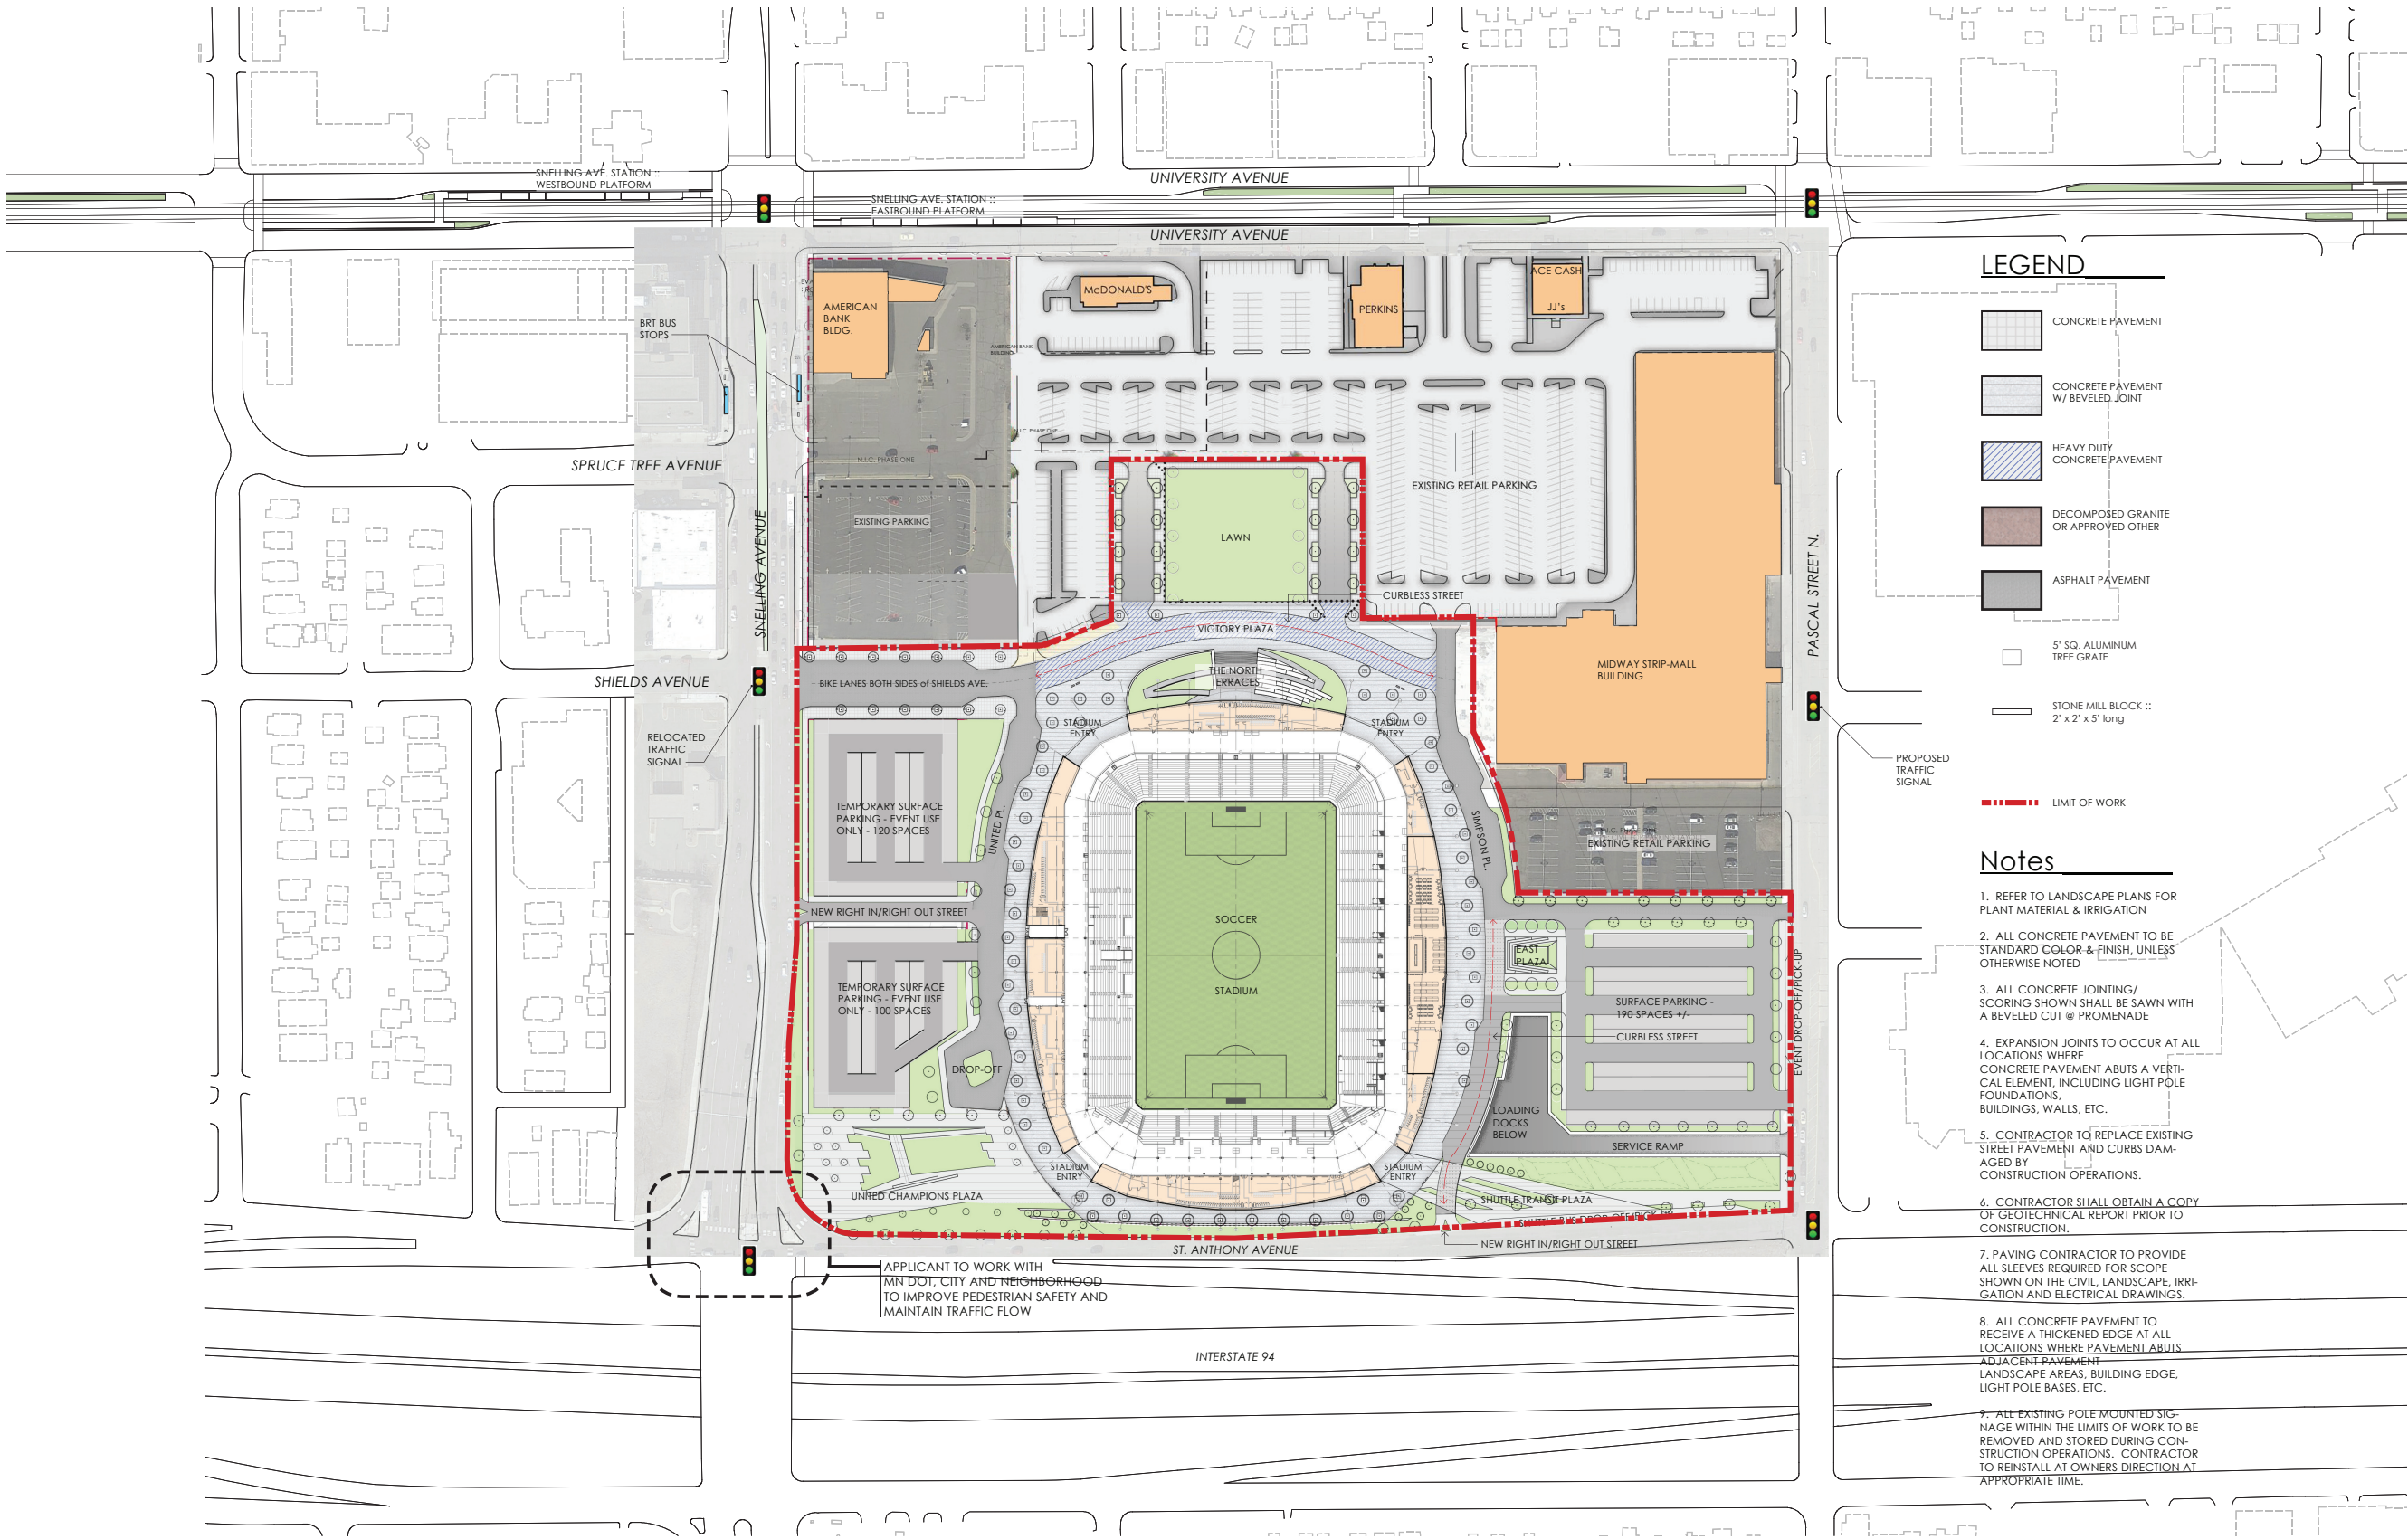 SNELLING AVE. STATION ::
WESTBOUND PLATFORM
UNIVERSITY AVENUE
SNELLING AVE. STATION ::
EASTBOUND PLATFORM
UNIVERSITY AVENUE
AMERICAN
BANK
BLDG.
McDONALD'S
PERKINS
ACE CASH
JJ's
BRT BUS
STOPS
AMERICAN BANK
BUILDING
N.I.C. PHASE ONE
N.I.C. PHASE ONE
SPRUCE TREE AVENUE
EXISTING PARKING
EXISTING RETAIL PARKING
LAWN
SNELLING AVENUE
PASCAL STREET N.
CURBLESS STREET
VICTORY PLAZA
THE NORTH
TERRACES
MIDWAY STRIP-MALL
BUILDING
SHIELDS AVENUE
BIKE LANES BOTH SIDES of SHIELDS AVE.
STADIUM
ENTRY
STADIUM
ENTRY
RELOCATED
TRAFFIC
SIGNAL
PROPOSED
TRAFFIC
SIGNAL
TEMPORARY SURFACE
PARKING - EVENT USE
ONLY - 120 SPACES
UNITED PL.
SIMPSON PL.
EXISTING RETAIL PARKING
NEW RIGHT IN/RIGHT OUT STREET
SOCCER
STADIUM
EAST
PLAZA
TEMPORARY SURFACE
PARKING - EVENT USE
ONLY - 100 SPACES
SURFACE PARKING -
190 SPACES +/-
CURBLESS STREET
EVENT DROP-OFF/PICK-UP
DROP-OFF
LOADING
DOCKS
BELOW
SERVICE RAMP
STADIUM
ENTRY
STADIUM
ENTRY
UNITED CHAMPIONS PLAZA
SHUTTLE TRANSIT PLAZA
SHUTTLE BUS DROP-OFF/PICK-UP
NEW RIGHT IN/RIGHT OUT STREET
ST. ANTHONY AVENUE
APPLICANT TO WORK WITH
MN DOT, CITY AND NEIGHBORHOOD
TO IMPROVE PEDESTRIAN SAFETY AND
MAINTAIN TRAFFIC FLOW
INTERSTATE 94
LEGEND
CONCRETE PAVEMENT
CONCRETE PAVEMENT
W/ BEVELED JOINT
HEAVY DUTY
CONCRETE PAVEMENT
DECOMPOSED GRANITE
OR APPROVED OTHER
ASPHALT PAVEMENT
5' SQ. ALUMINUM
TREE GRATE
STONE MILL BLOCK ::
2' x 2' x 5' long
LIMIT OF WORK
Notes
1. REFER TO LANDSCAPE PLANS FOR
PLANT MATERIAL & IRRIGATION
2. ALL CONCRETE PAVEMENT TO BE
STANDARD COLOR & FINISH, UNLESS
OTHERWISE NOTED
3. ALL CONCRETE JOINTING/
SCORING SHOWN SHALL BE SAWN WITH
A BEVELED CUT @ PROMENADE
4. EXPANSION JOINTS TO OCCUR AT ALL
LOCATIONS WHERE
CONCRETE PAVEMENT ABUTS A VERTI-
CAL ELEMENT, INCLUDING LIGHT POLE
FOUNDATIONS,
BUILDINGS, WALLS, ETC.
5. CONTRACTOR TO REPLACE EXISTING
STREET PAVEMENT AND CURBS DAM-
AGED BY
CONSTRUCTION OPERATIONS.
6. CONTRACTOR SHALL OBTAIN A COPY
OF GEOTECHNICAL REPORT PRIOR TO
CONSTRUCTION.
7. PAVING CONTRACTOR TO PROVIDE
ALL SLEEVES REQUIRED FOR SCOPE
SHOWN ON THE CIVIL, LANDSCAPE, IRRI-
GATION AND ELECTRICAL DRAWINGS.
8. ALL CONCRETE PAVEMENT TO
RECEIVE A THICKENED EDGE AT ALL
LOCATIONS WHERE PAVEMENT ABUTS
ADJACENT PAVEMENT
LANDSCAPE AREAS, BUILDING EDGE,
LIGHT POLE BASES, ETC.
9. ALL EXISTING POLE MOUNTED SIG-
NAGE WITHIN THE LIMITS OF WORK TO BE
REMOVED AND STORED DURING CON-
STRUCTION OPERATIONS. CONTRACTOR
TO REINSTALL AT OWNERS DIRECTION AT
APPROPRIATE TIME.